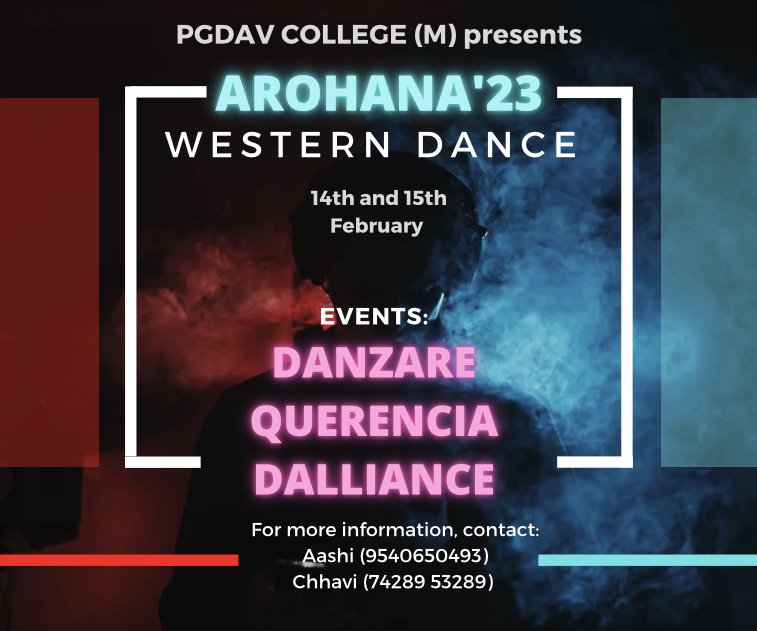 PGDAV COLLEGE (M) presents
AROHANA'23
WESTERN DANCE
14th and 15th
February
EVENTS:
DANZARE
QUERENCIA
DALLIANCE
For more information, contact:
Aashi (9540650493)
Chhavi (74289 53289)